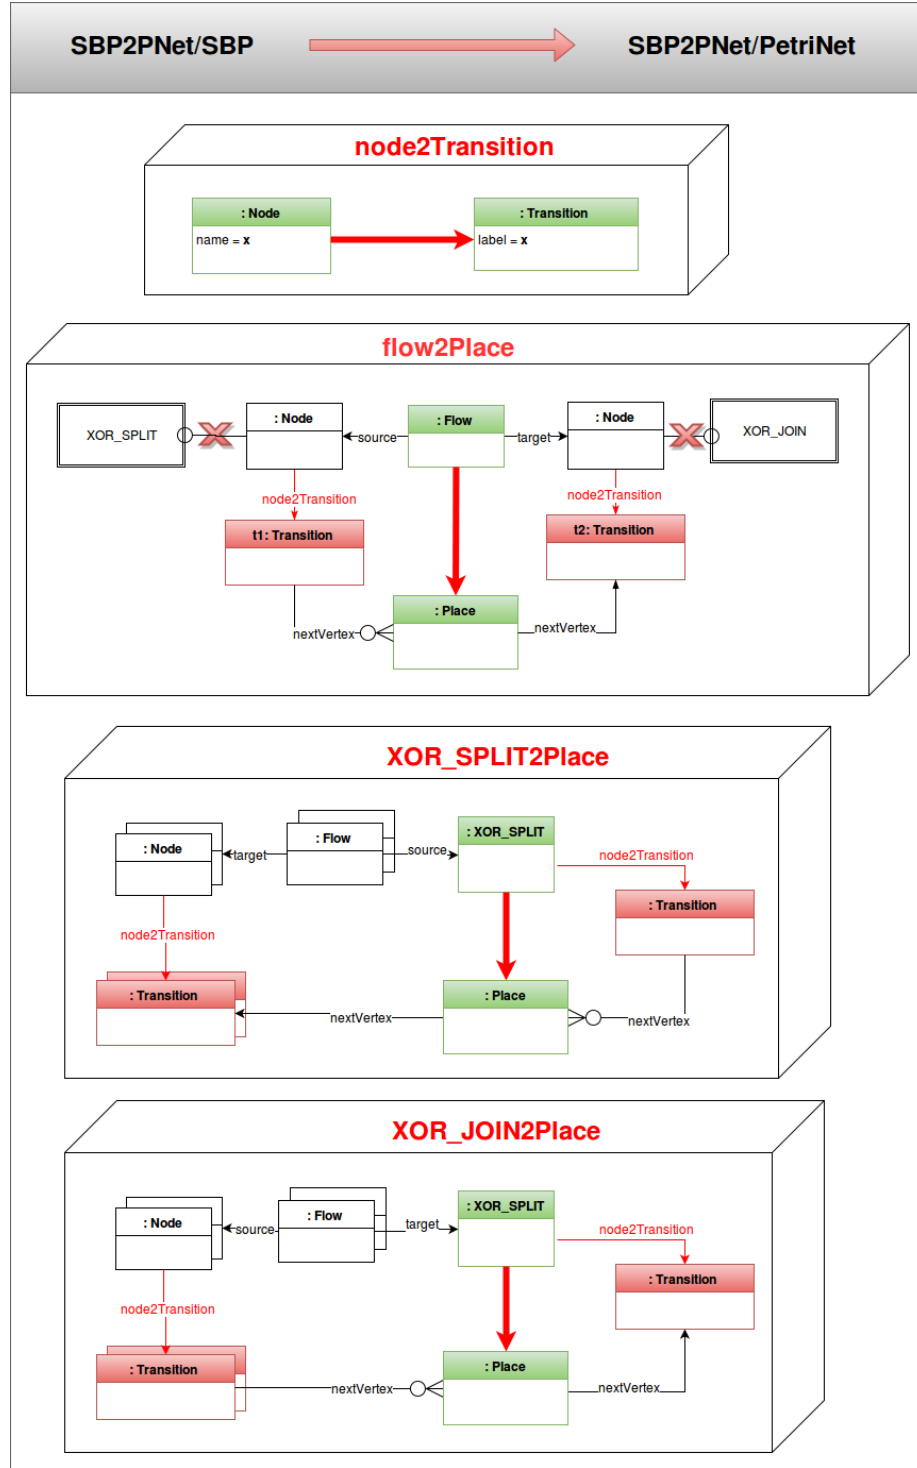 SBP2PNet/SBP
SBP2PNet/PetriNet
node2Transition
: Node
: Transition
name = x
label = x
flow2Place
XOR_SPLIT
: Node
source
: Flow
target
: Node
XOR_JOIN
node2Transition
node2Transition
t1: Transition
t2: Transition
: Place
nextVertex
nextVertex
XOR_SPLIT2Place
: Node
target
: Flow
source
: XOR_SPLIT
node2Transition
: Transition
node2Transition
: Transition
nextVertex
: Place
nextVertex
XOR_JOIN2Place
: Node
source
: Flow
target
: XOR_SPLIT
node2Transition
: Transition
node2Transition
: Transition
nextVertex
: Place
nextVertex